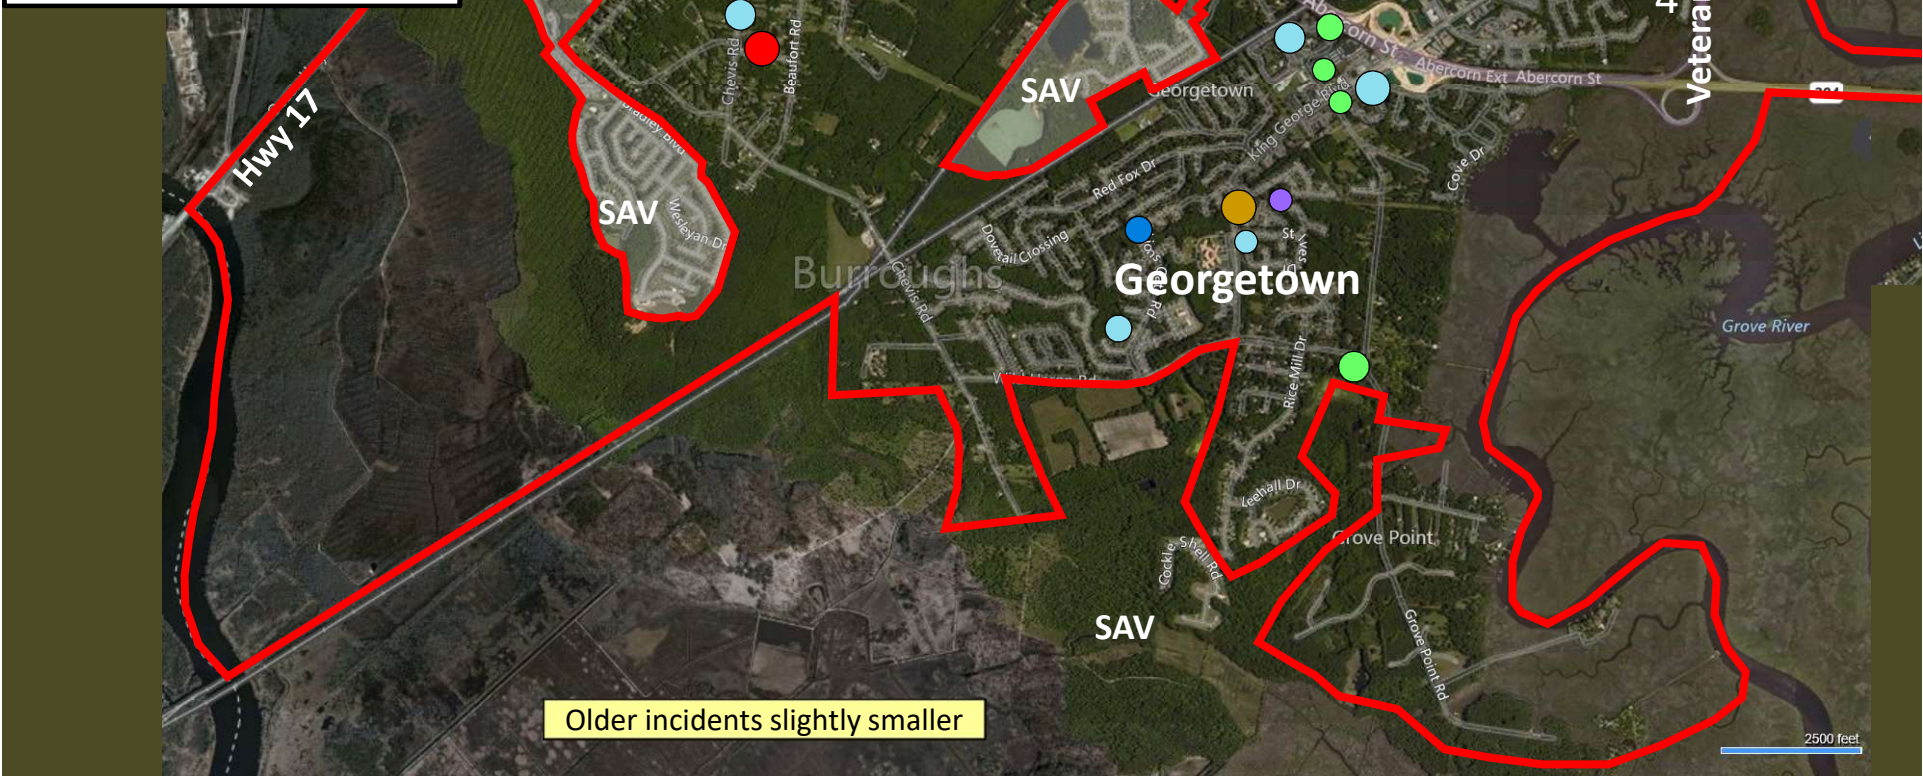 Hwy 17
Chevis Rd
Beaufort Rd
Bradley Blvd
SAV
Wesleyan Dr
SAV
Georgetown
Abercorn St
Abercorn Ext
Abercorn St
King George Blvd
Red Fox Dr
Cove Dr
Dovetail Crossing
St
Burroughs
Chevis Rd
Georgetown
Grove River
Rice Mill Dr
Grove Point
Cockle
Shell Rd
SAV
Grove Point Rd
Older incidents slightly smaller
2500 feet